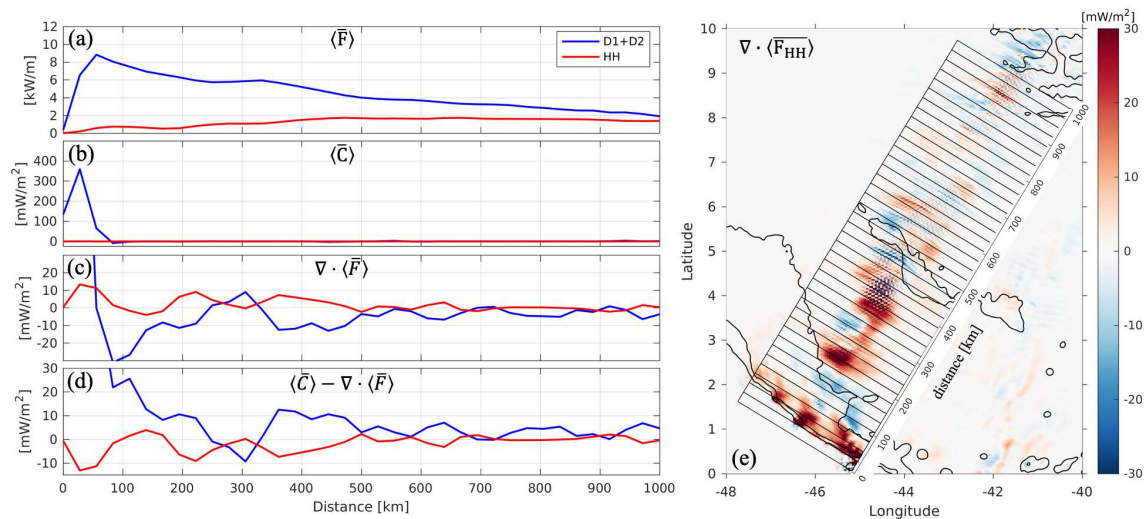 (a)
⟨F̅⟩
D1+D2
HH
[kW/m]
12
10
8
6
4
2
0
(b)
⟨C̅⟩
[mW/m²]
400
300
200
100
0
(c)
∇ · ⟨F̅⟩
[mW/m²]
20
10
0
-10
-20
(d)
⟨C̅⟩ − ∇ · ⟨F̅⟩
[mW/m²]
30
20
10
0
-10
0 100 200 300 400 500 600 700 800 900 1000
Distance [km]
[mW/m²]
∇ · ⟨F̅_HH⟩
10
9
8
7
6
5
4
3
2
1
0
Latitude
0 100 200 300 400 500 600 700 800 900 1000
distance [km]
(e)
-48 -46 -44 -42 -40
Longitude
30
20
10
0
-10
-20
-30